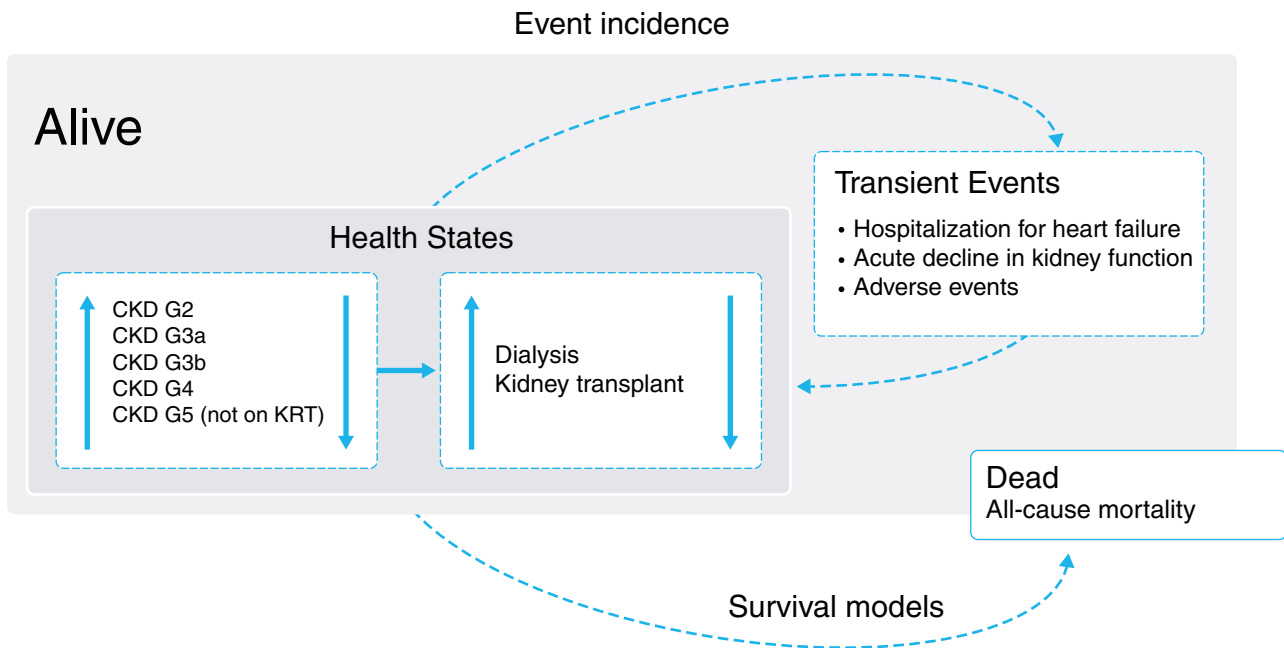 Event incidence
Alive
Transient Events
• Hospitalization for heart failure
• Acute decline in kidney function
• Adverse events
Health States
CKD G2
CKD G3a
CKD G3b
CKD G4
CKD G5 (not on KRT)
Dialysis
Kidney transplant
Dead
All-cause mortality
Survival models